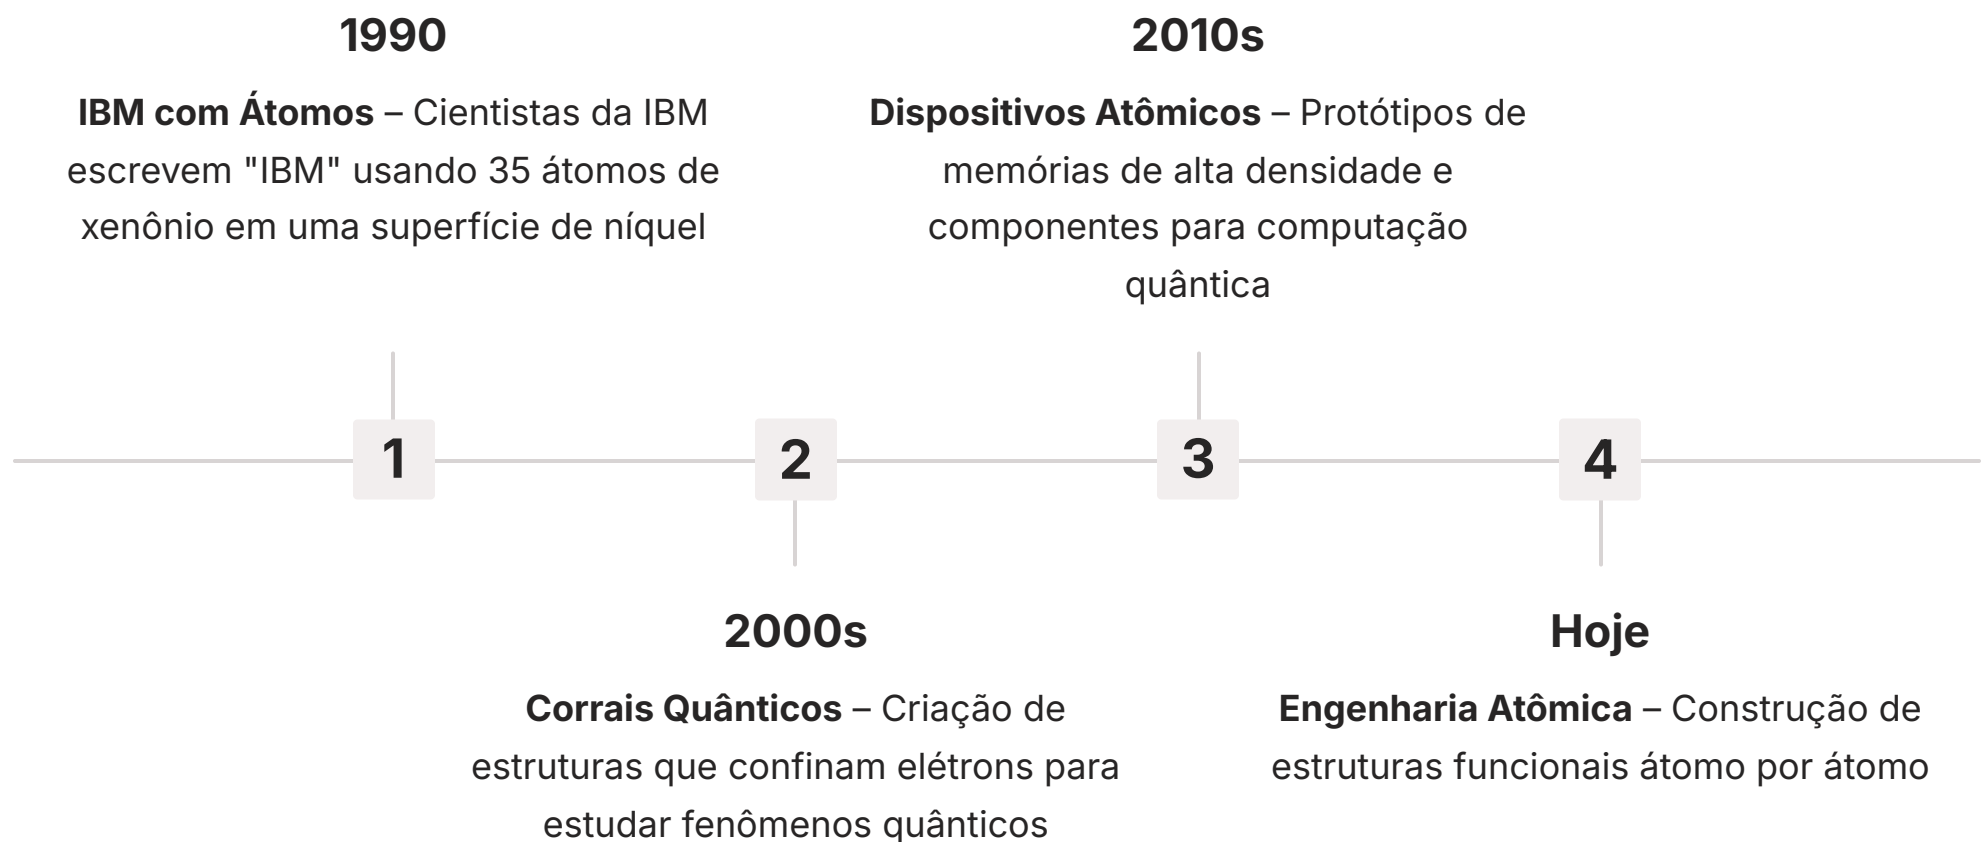 1990
IBM com Átomos – Cientistas da IBM
escrevem "IBM" usando 35 átomos de
xenônio em uma superfície de níquel
2010s
Dispositivos Atômicos – Protótipos de
memórias de alta densidade e
componentes para computação
quântica
1
2
3
4
2000s
Corrais Quânticos – Criação de
estruturas que confinam elétrons para
estudar fenômenos quânticos
Hoje
Engenharia Atômica – Construção de
estruturas funcionais átomo por átomo